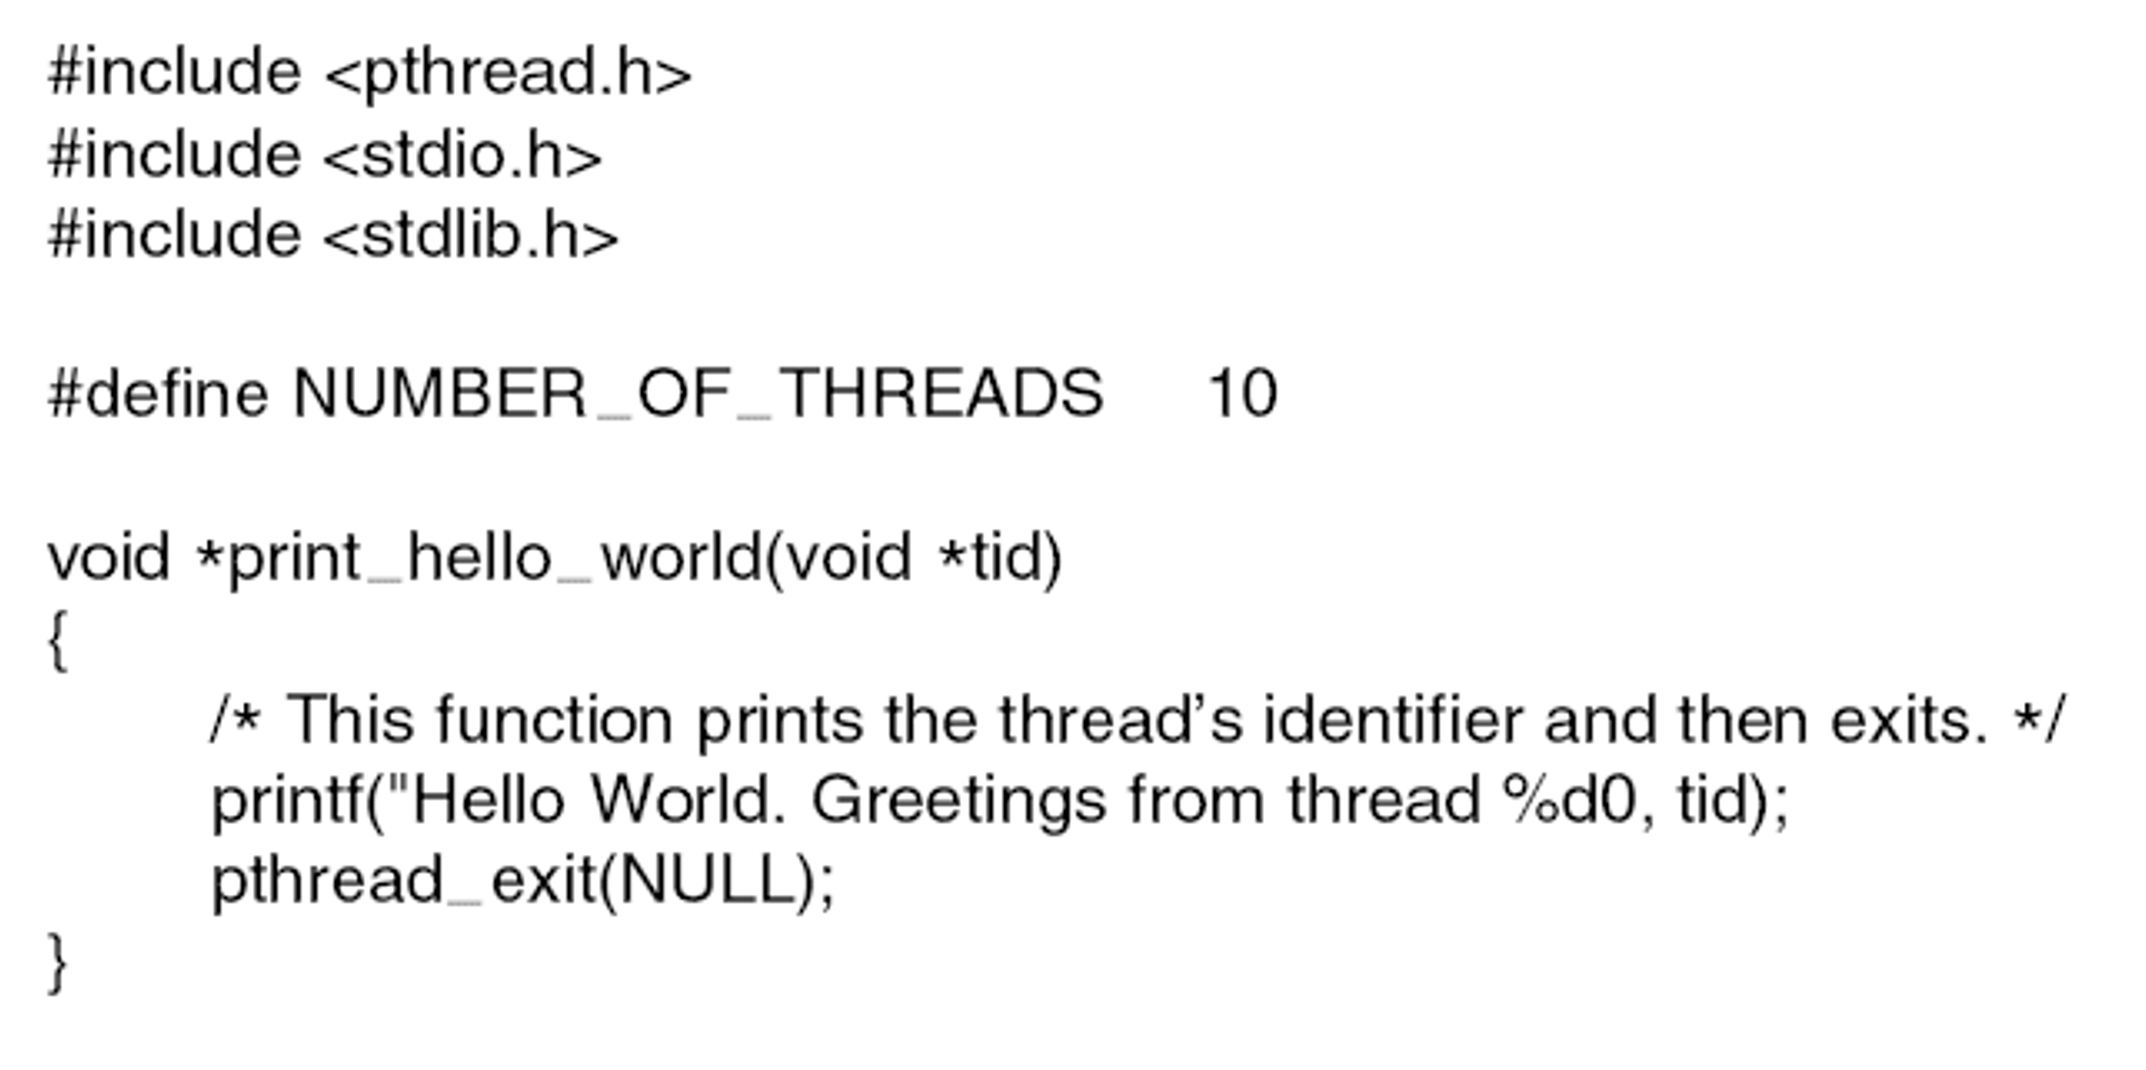 #include <pthread.h>
#include <stdio.h>
#include <stdlib.h>
#define NUMBER_OF_THREADS 10
void *print_hello_world(void *tid)
{
/* This function prints the thread’s identifier and then exits. */
printf("Hello World. Greetings from thread %d0, tid);
pthread_exit(NULL);
}